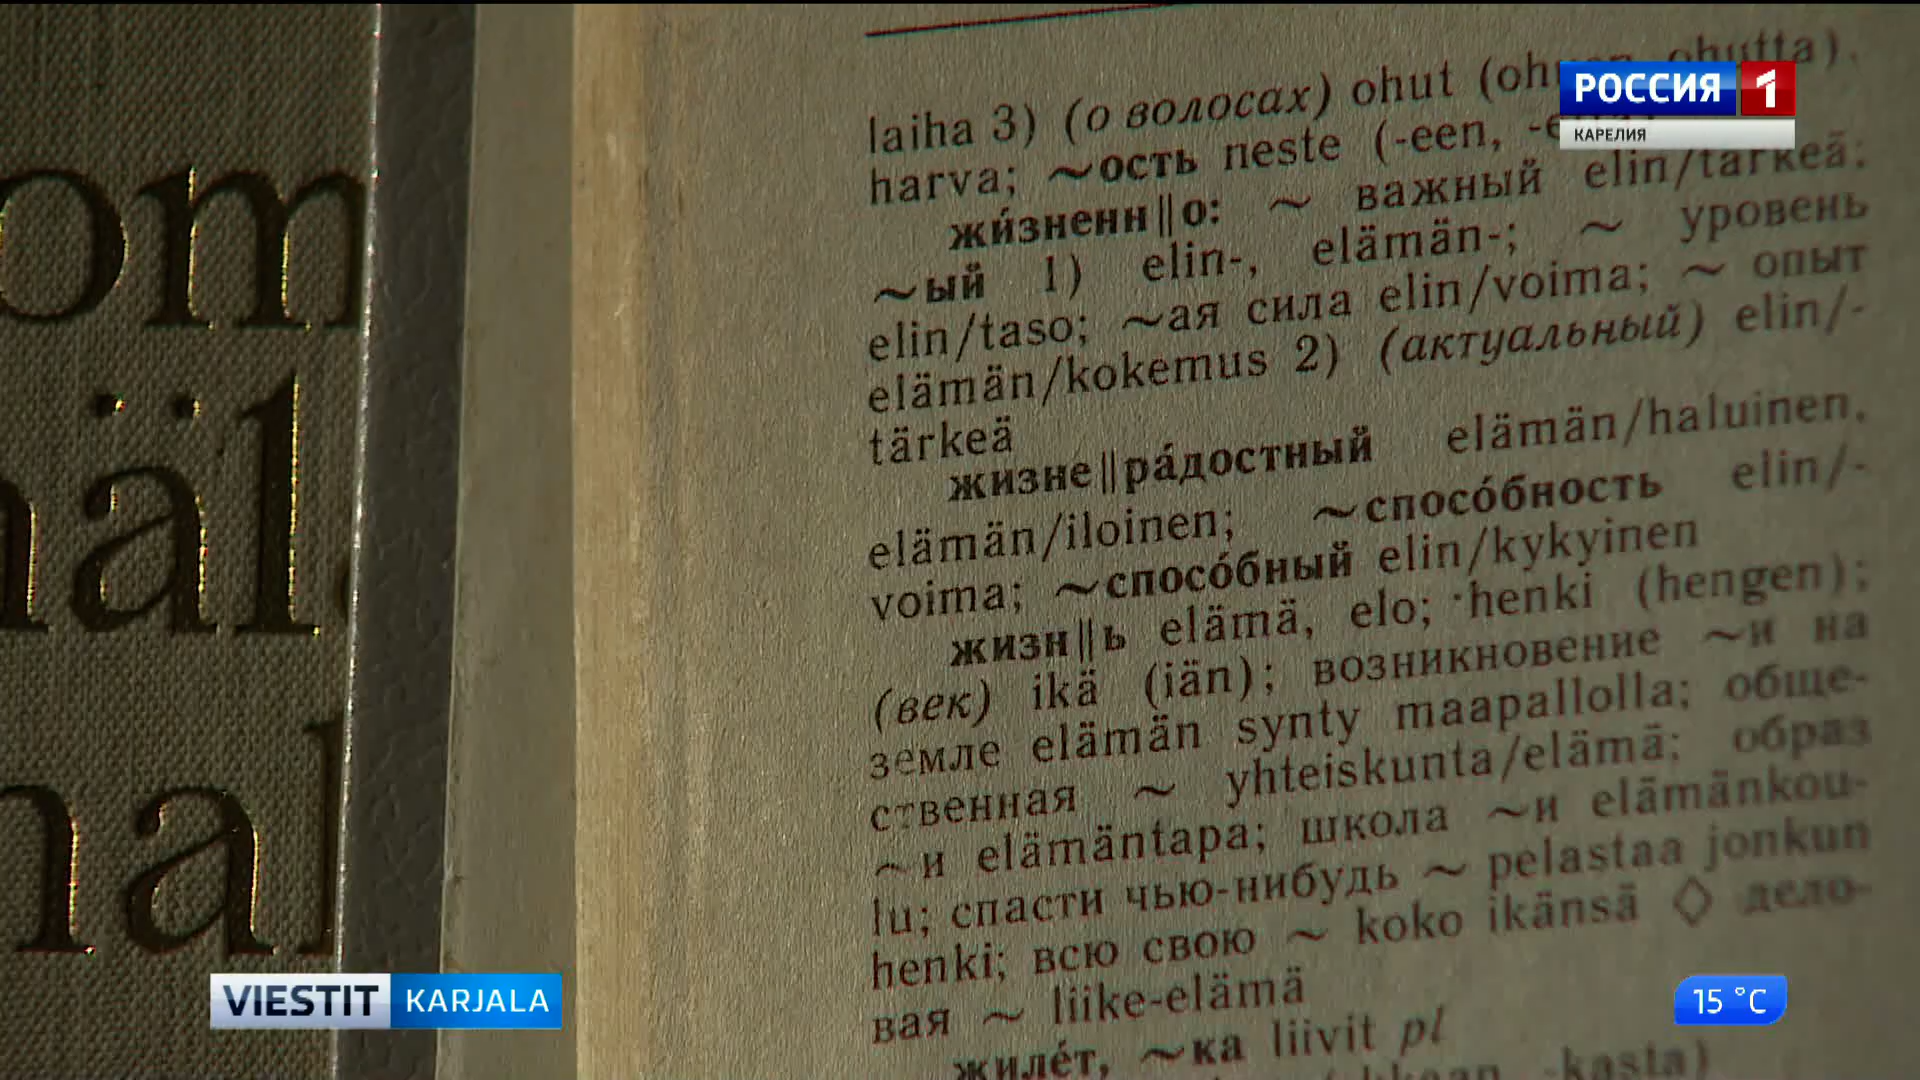 laiha 3) (о волосах) ohut
harva; ~ость neste (-een,
жи́зненн||о: ~ важный elin/tärkeä;
~ый 1) elin-, elämän-; ~ уровень
elin/taso; ~ая сила elin/voima; ~ опыт
elämän/kokemus 2) (актуальный) elin/-
tärkeä
жизне||ра́достный elämän/haluinen,
elämän/iloinen; ~спосо́бность elin/-
voima; ~спосо́бный elin/kykyinen
жизн||ь elämä, elo; henki (hengen);
(век) ikä (iän); возникновение ~и на
земле elämän synty maapallolla; обще-
ственная ~ yhteiskunta/elämä; образ
~и elämäntapa; школа ~и elämänkou-
lu; спасти чью-нибудь ~ pelastaa jonkun
henki; всю свою ~ koko ikänsä ◇ дело-
вая ~ liike-elämä
жиле́т, ~ка liivit pl
РОССИЯ 1
КАРЕЛИЯ
VIESTIT KARJALA
15 °C